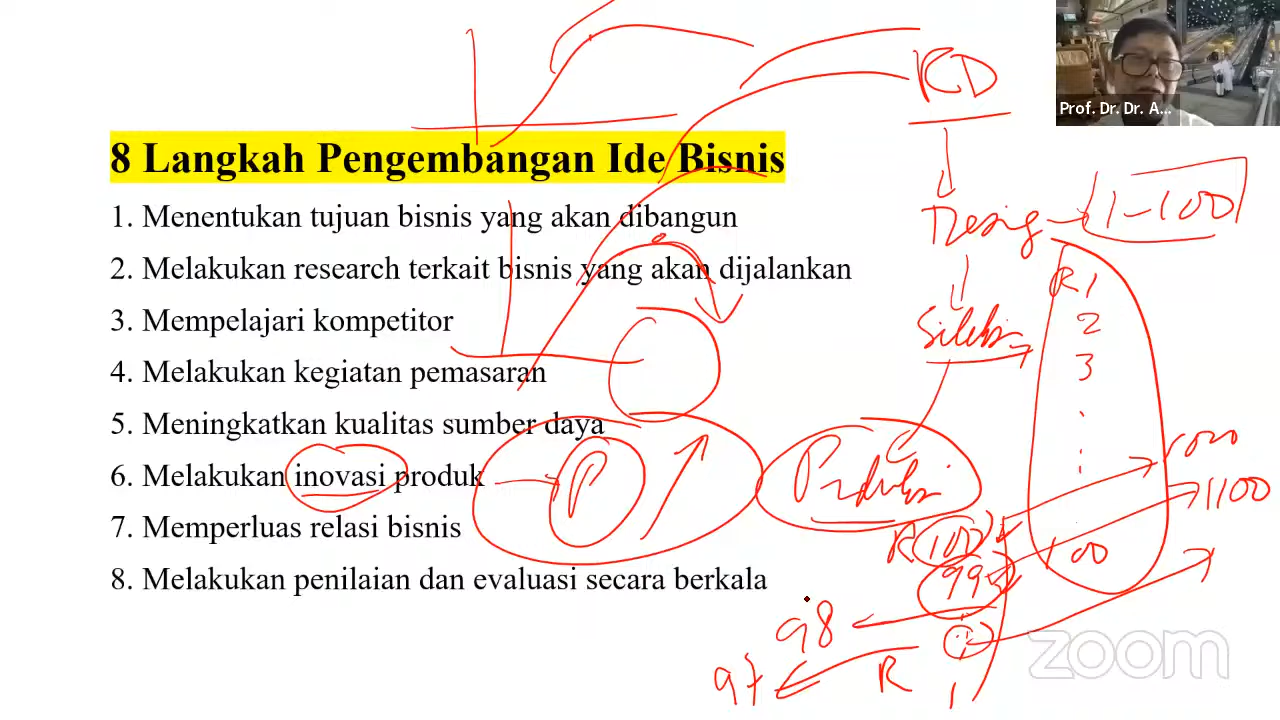 8 Langkah Pengembangan Ide Bisnis
1. Menentukan tujuan bisnis yang akan dibangun
2. Melakukan research terkait bisnis yang akan dijalankan
3. Mempelajari kompetitor
4. Melakukan kegiatan pemasaran
5. Meningkatkan kualitas sumber daya
6. Melakukan inovasi produk
7. Memperluas relasi bisnis
8. Melakukan penilaian dan evaluasi secara berkala
P
RD
1-100
R1
2
3
Produksi
1000
1100
R 100
99
98
97
R
1
Prof. Dr. Dr. A...
zoom